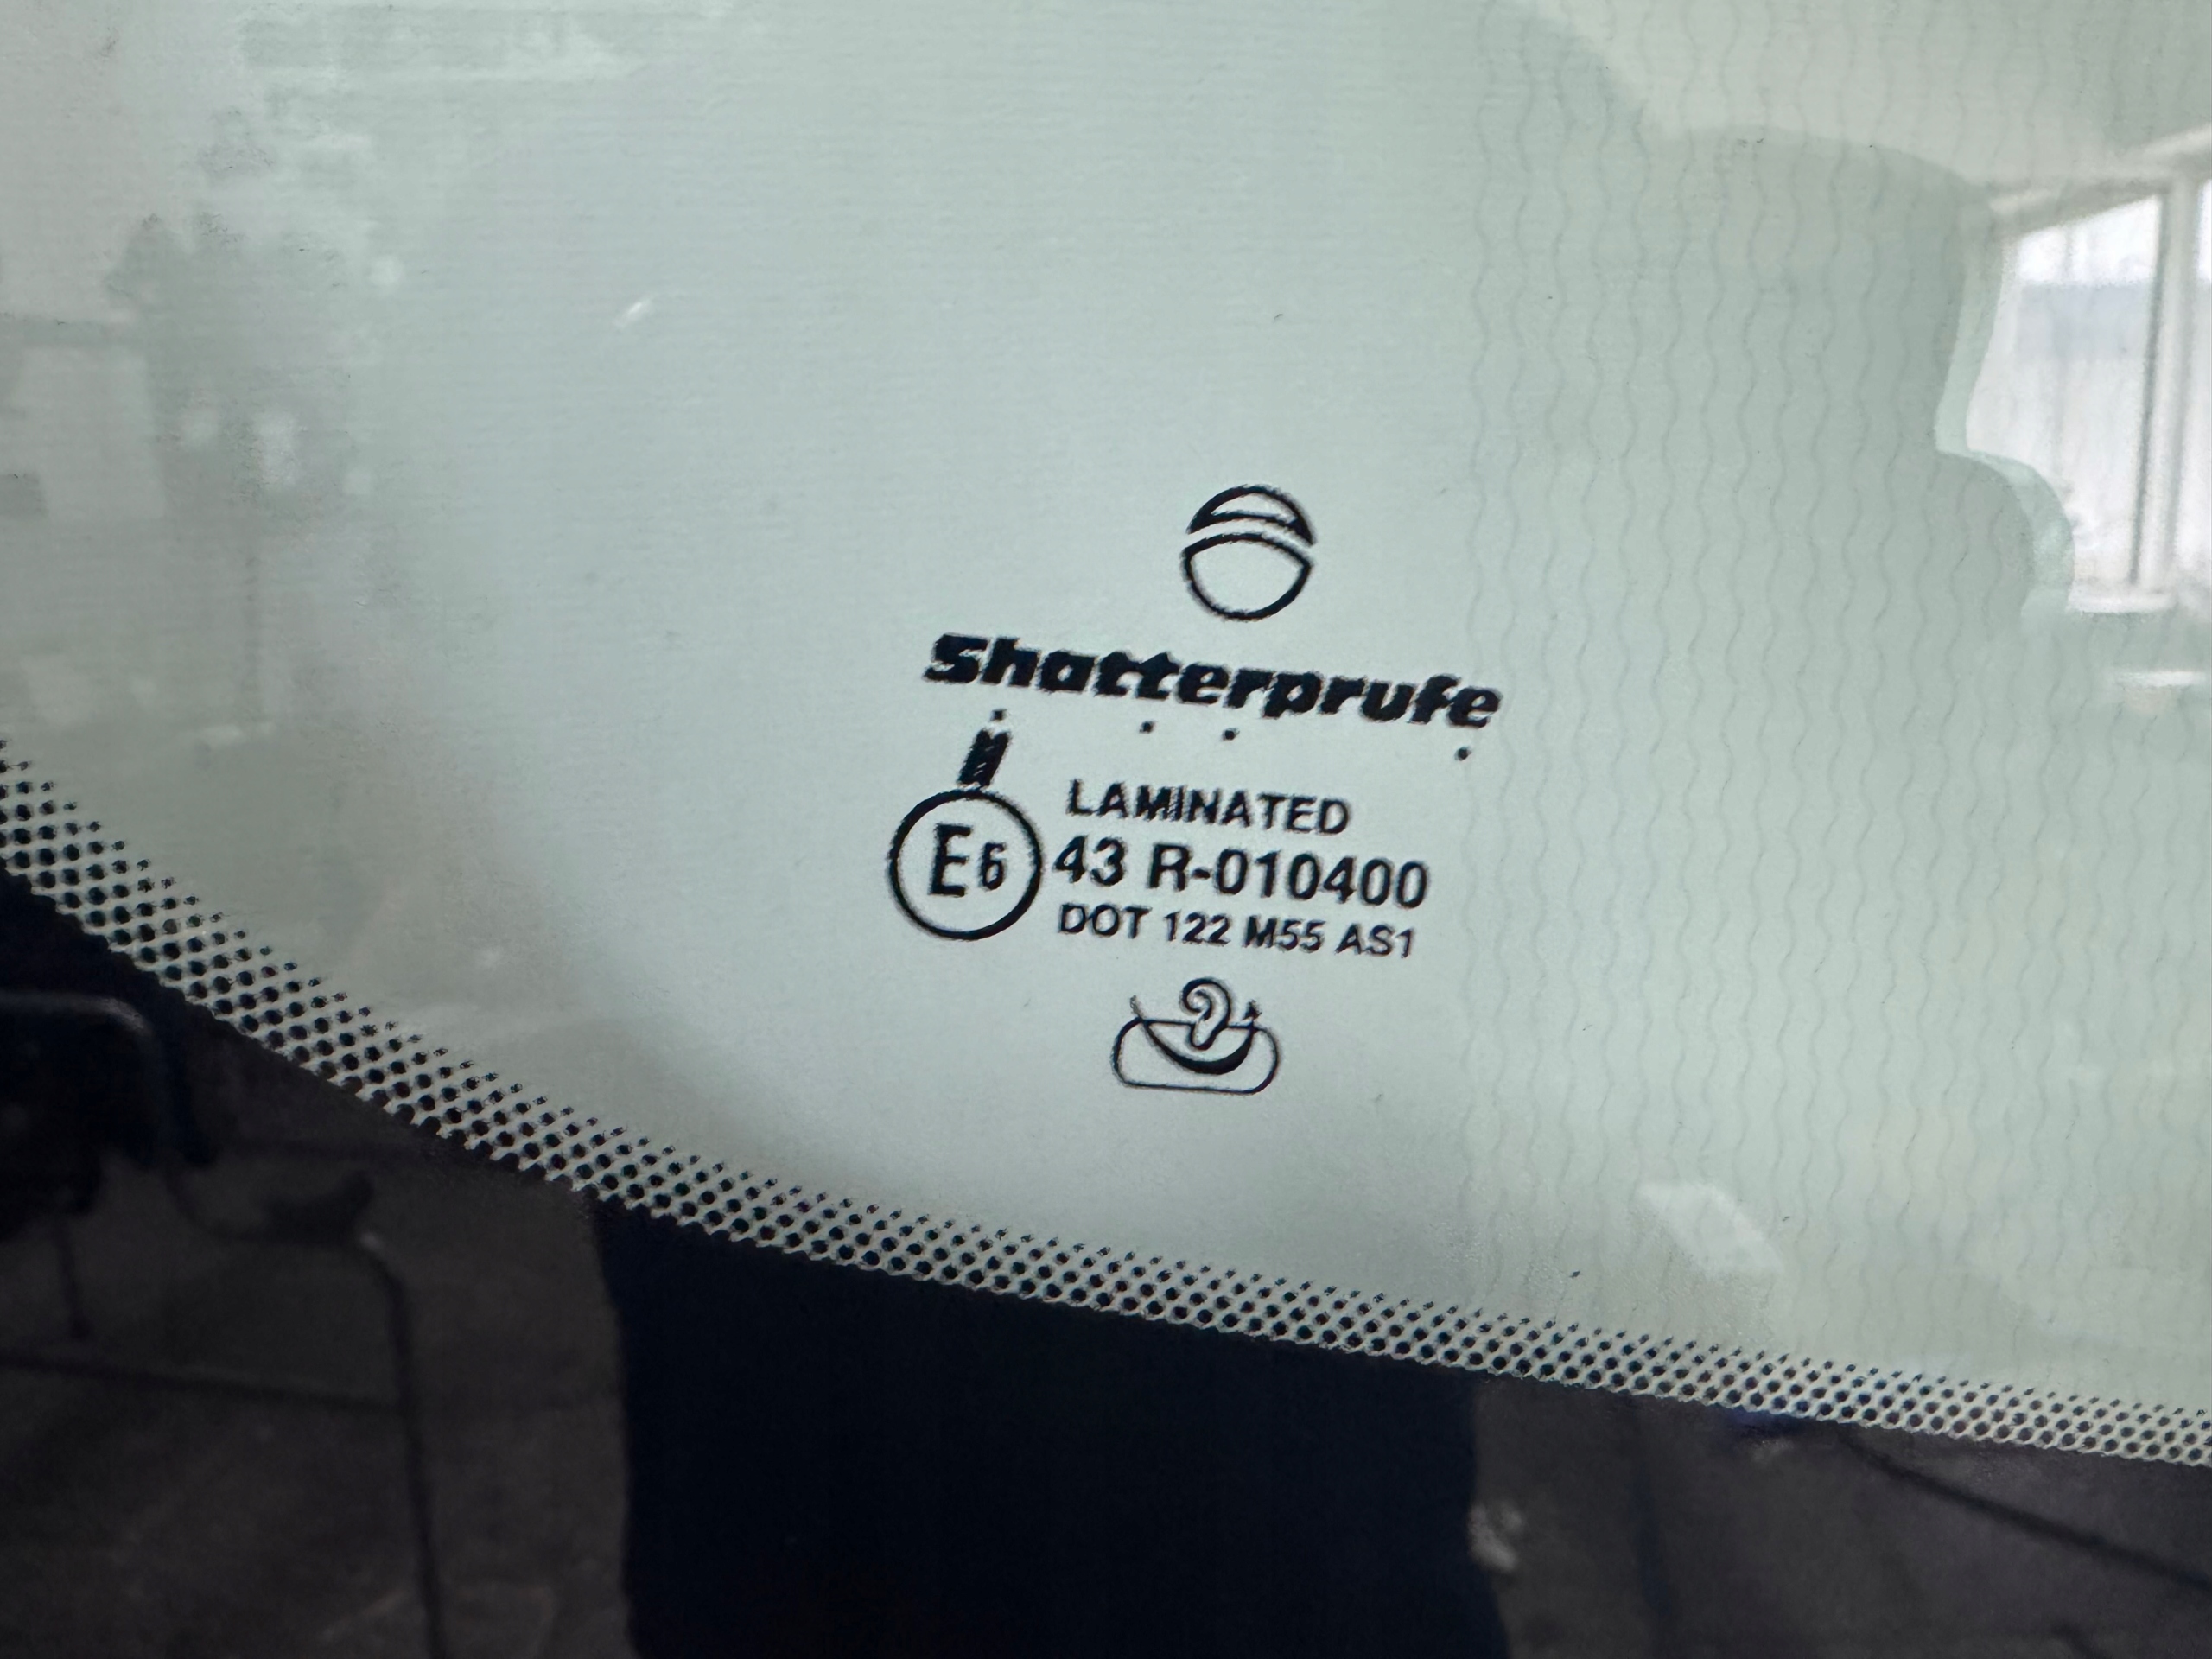 Shatterprufe
LAMINATED
E6 43 R-010400
DOT 122 M55 AS1